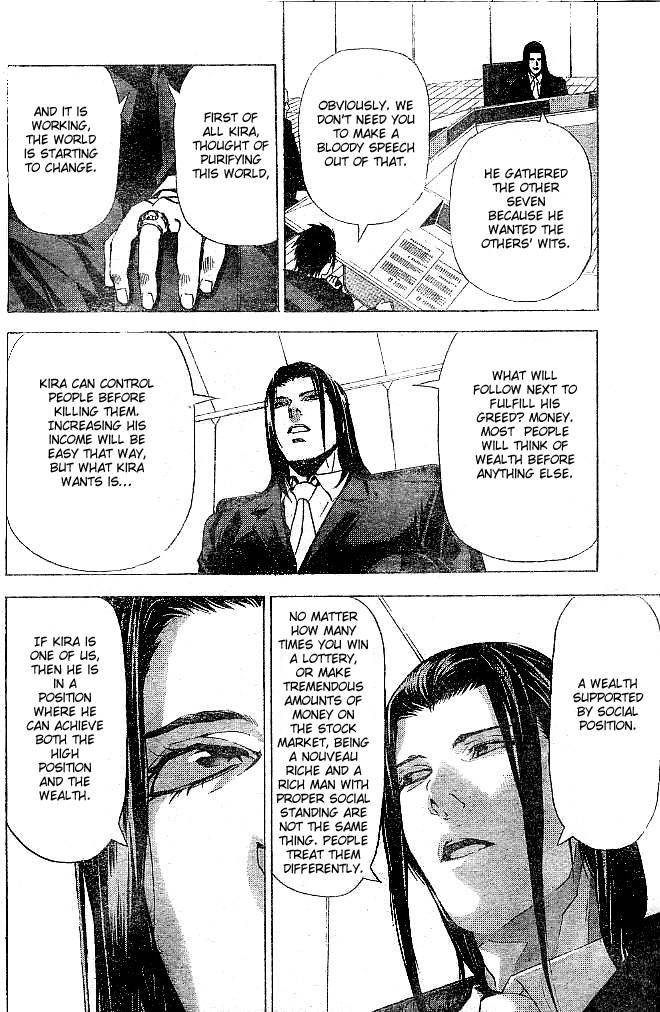 HE GATHERED
THE OTHER
SEVEN
BECAUSE HE
WANTED THE
OTHERS' WITS.
OBVIOUSLY. WE
DON'T NEED YOU
TO MAKE A
BLOODY SPEECH
OUT OF THAT.
FIRST OF
ALL KIRA,
THOUGHT OF
PURIFYING
THIS WORLD,
AND IT IS
WORKING,
THE WORLD
IS STARTING
TO CHANGE.
WHAT WILL
FOLLOW NEXT TO
FULFILL HIS
GREED? MONEY.
MOST PEOPLE
WILL THINK OF
WEALTH BEFORE
ANYTHING ELSE.
KIRA CAN CONTROL
PEOPLE BEFORE
KILLING THEM.
INCREASING HIS
INCOME WILL BE
EASY THAT WAY,
BUT WHAT KIRA
WANTS IS...
A WEALTH
SUPPORTED
BY SOCIAL
POSITION.
NO MATTER
HOW MANY
TIMES YOU WIN
A LOTTERY,
OR MAKE
TREMENDOUS
AMOUNTS OF
MONEY ON
THE STOCK
MARKET, BEING
A NOUVEAU
RICHE AND A
RICH MAN WITH
PROPER SOCIAL
STANDING ARE
NOT THE SAME
THING. PEOPLE
TREAT THEM
DIFFERENTLY.
IF KIRA IS
ONE OF US,
THEN HE IS
IN A
POSITION
WHERE HE
CAN ACHIEVE
BOTH THE
HIGH
POSITION
AND THE
WEALTH.